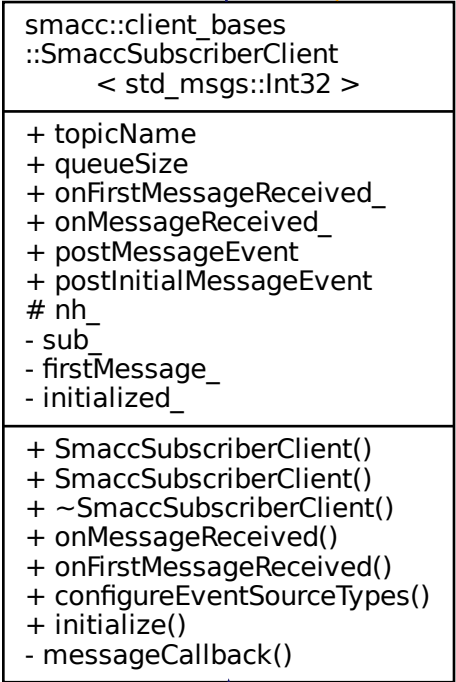 smacc::client_bases
::SmaccSubscriberClient
< std_msgs::Int32 >
+ topicName
+ queueSize
+ onFirstMessageReceived_
+ onMessageReceived_
+ postMessageEvent
+ postInitialMessageEvent
# nh_
- sub_
- firstMessage_
- initialized_
+ SmaccSubscriberClient()
+ SmaccSubscriberClient()
+ ~SmaccSubscriberClient()
+ onMessageReceived()
+ onFirstMessageReceived()
+ configureEventSourceTypes()
+ initialize()
- messageCallback()